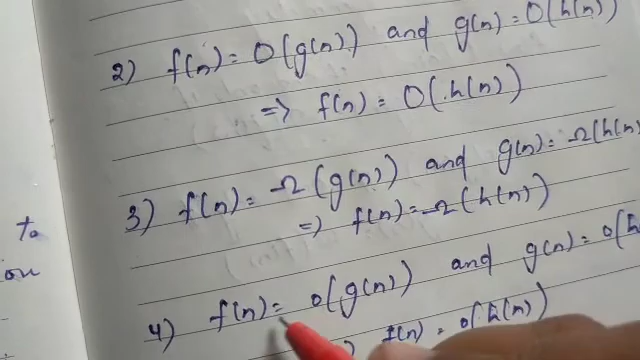 2) f(n) = O(g(n)) and g(n) = O(h(n))
=> f(n) = O(h(n))
3) f(n) = Ω(g(n)) and g(n) = Ω(h(n)
=> f(n) = Ω(h(n))
to
on
4) f(n) = o(g(n)) and g(n) = o(h
f(n) = o(h(n))